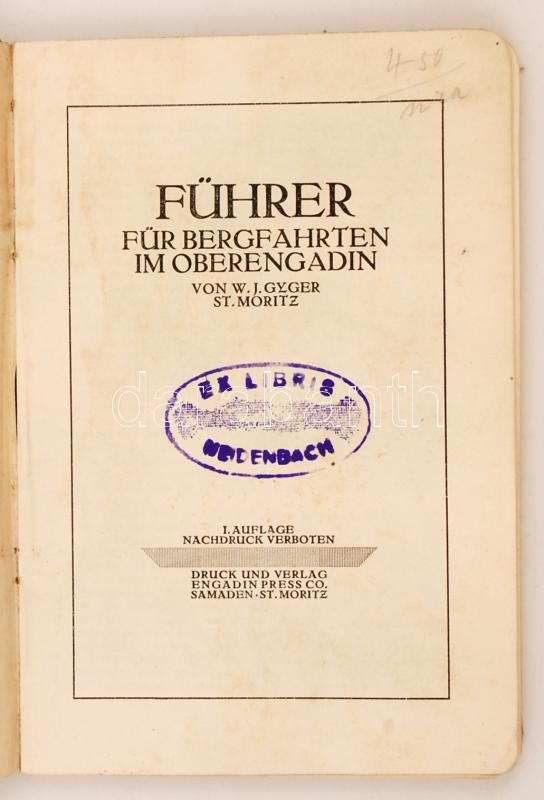 4.50
FÜHRER
FÜR BERGFAHRTEN
IM OBERENGADIN
VON W. J. GYGER
ST. MORITZ
EX LIBRIS
darabanth
WEIDENBACH
I. AUFLAGE
NACHDRUCK VERBOTEN
DRUCK UND VERLAG
ENGADIN PRESS CO.
SAMADEN · ST. MORITZ